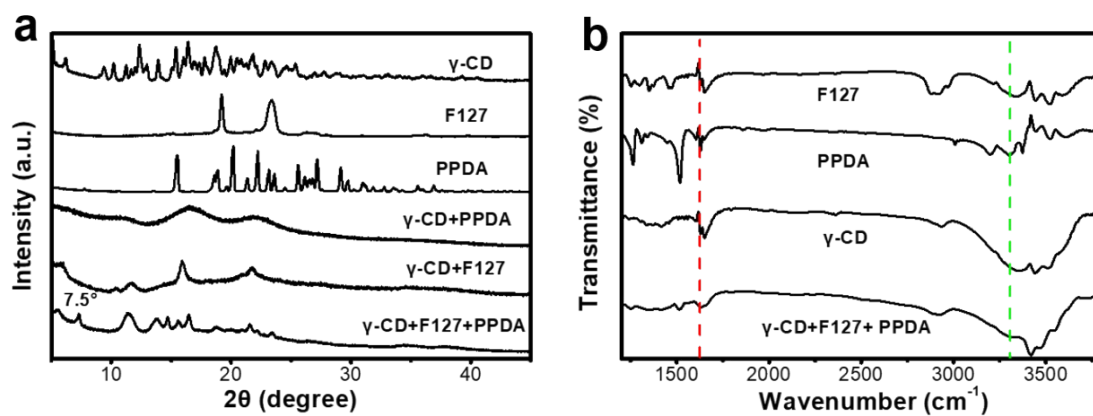 a
Intensity (a.u.)
γ-CD
F127
PPDA
γ-CD+PPDA
γ-CD+F127
7.5°
γ-CD+F127+PPDA
10 20 30 40
2θ (degree)
b
Transmittance (%)
F127
PPDA
γ-CD
γ-CD+F127+ PPDA
1500 2000 2500 3000 3500
Wavenumber (cm⁻¹)